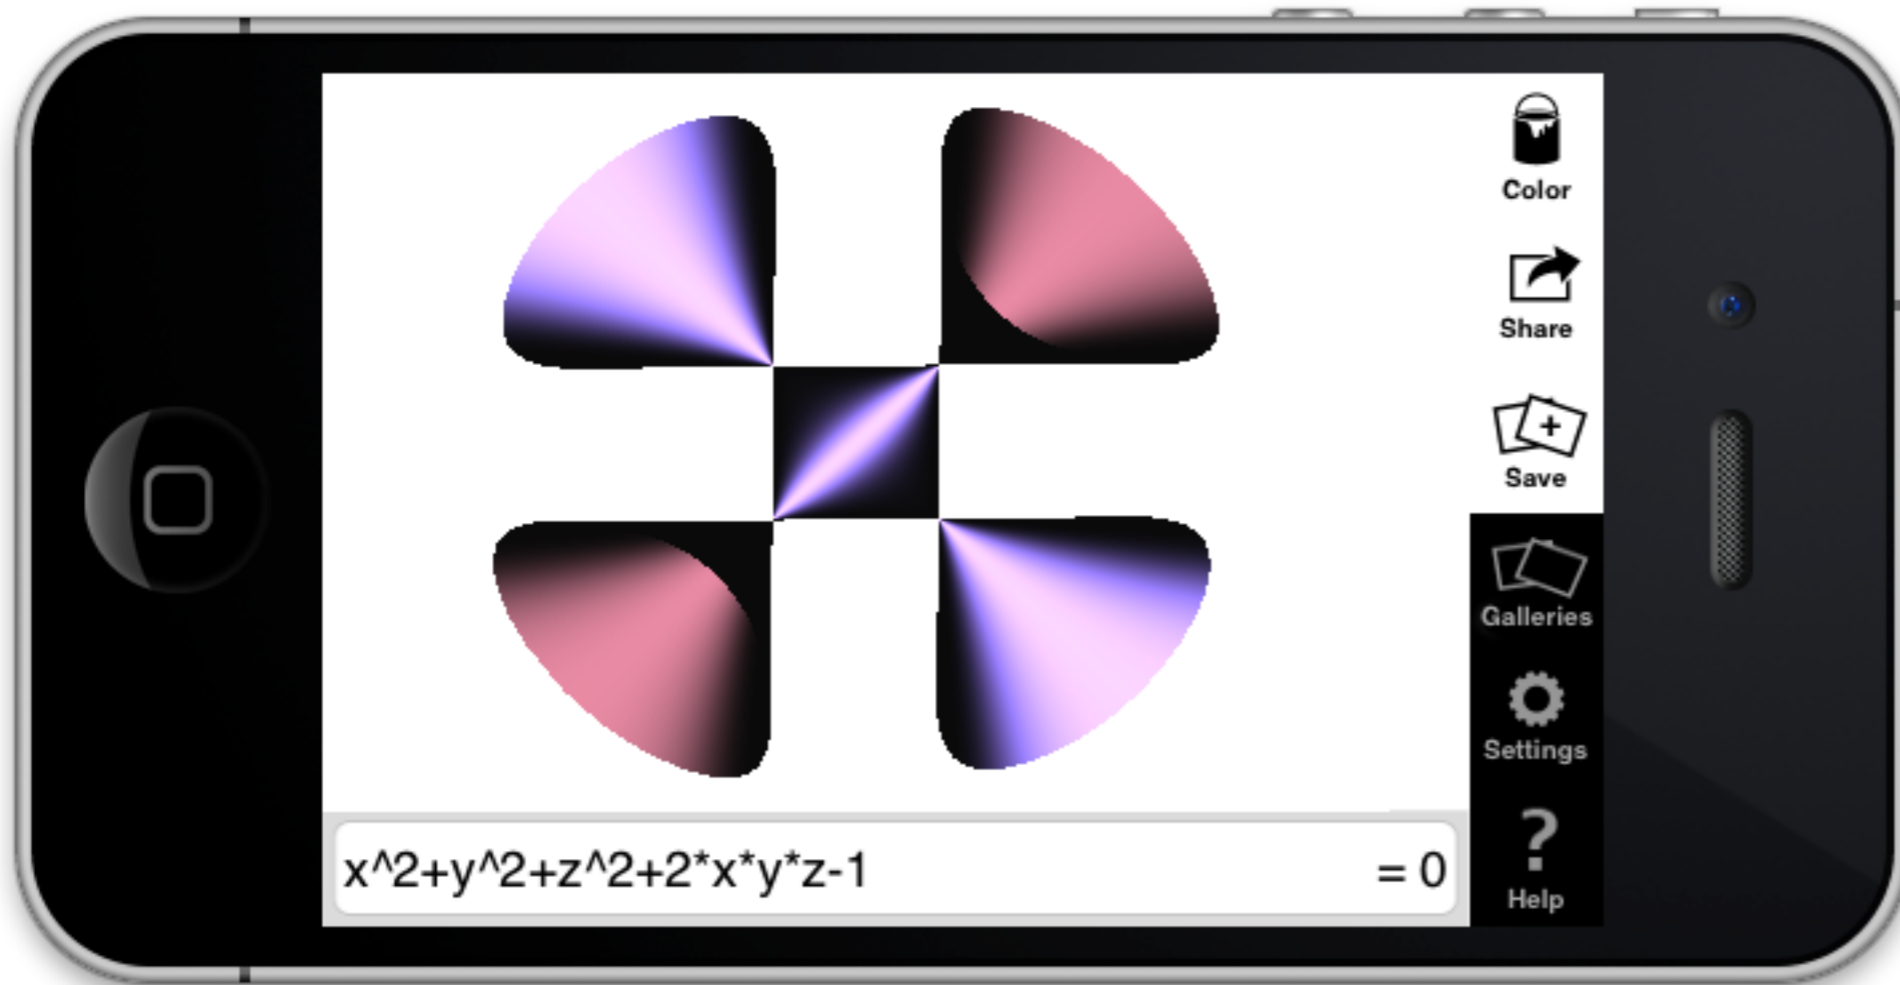 Color
Share
Save
Galleries
Settings
?
Help
x^2+y^2+z^2+2*x*y*z-1 = 0